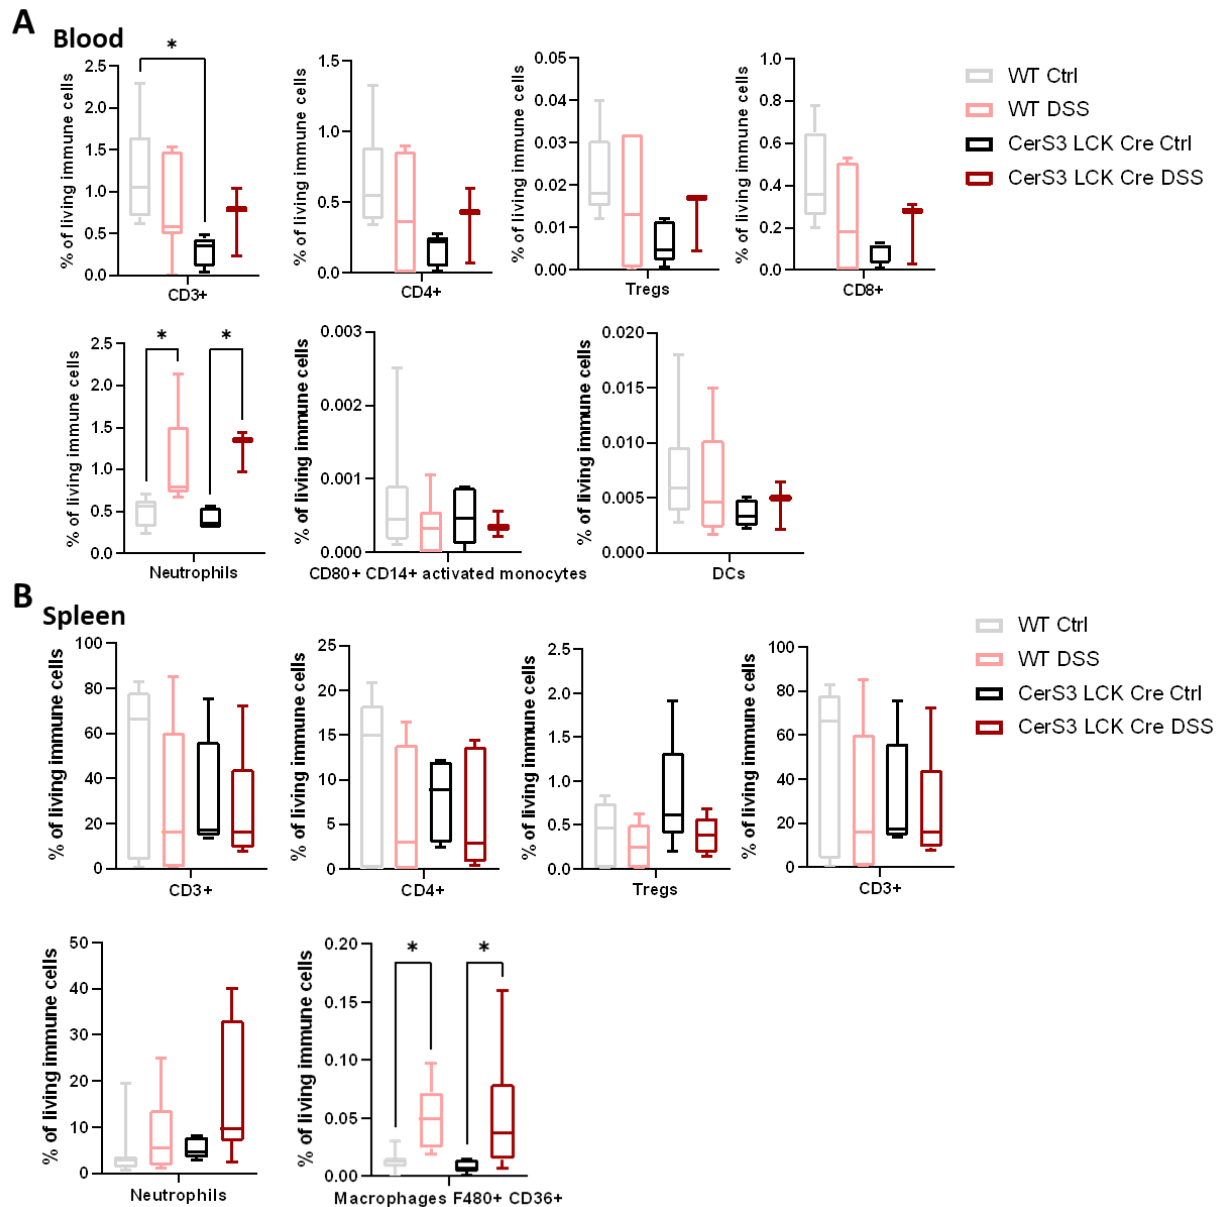 A
Blood
% of living immune cells
2.5
2.0
1.5
1.0
0.5
0.0
*
CD3+
% of living immune cells
1.5
1.0
0.5
0.0
CD4+
% of living immune cells
0.05
0.04
0.03
0.02
0.01
0.00
Tregs
% of living immune cells
1.0
0.8
0.6
0.4
0.2
0.0
CD8+
WT Ctrl
WT DSS
CerS3 LCK Cre Ctrl
CerS3 LCK Cre DSS
% of living immune cells
2.5
2.0
1.5
1.0
0.5
0.0
* *
Neutrophils
% of living immune cells
0.003
0.002
0.001
0.000
CD80+ CD14+ activated monocytes
% of living immune cells
0.020
0.015
0.010
0.005
0.000
DCs
B
Spleen
% of living immune cells
100
80
60
40
20
0
CD3+
% of living immune cells
25
20
15
10
5
0
CD4+
% of living immune cells
2.5
2.0
1.5
1.0
0.5
0.0
Tregs
% of living immune cells
100
80
60
40
20
0
CD3+
WT Ctrl
WT DSS
CerS3 LCK Cre Ctrl
CerS3 LCK Cre DSS
% of living immune cells
50
40
30
20
10
0
Neutrophils
% of living immune cells
0.20
0.15
0.10
0.05
0.00
* *
Macrophages F480+ CD36+